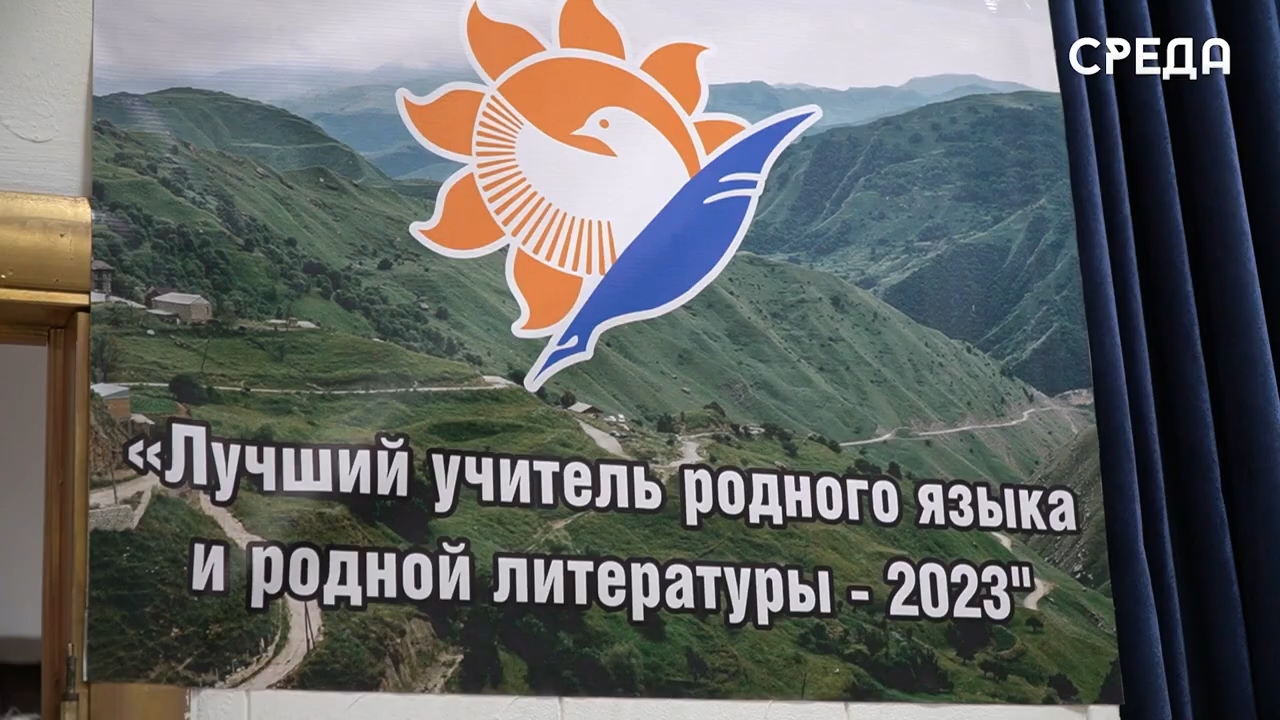 СРЕДА
«Лучший учитель родного языка
и родной литературы - 2023"